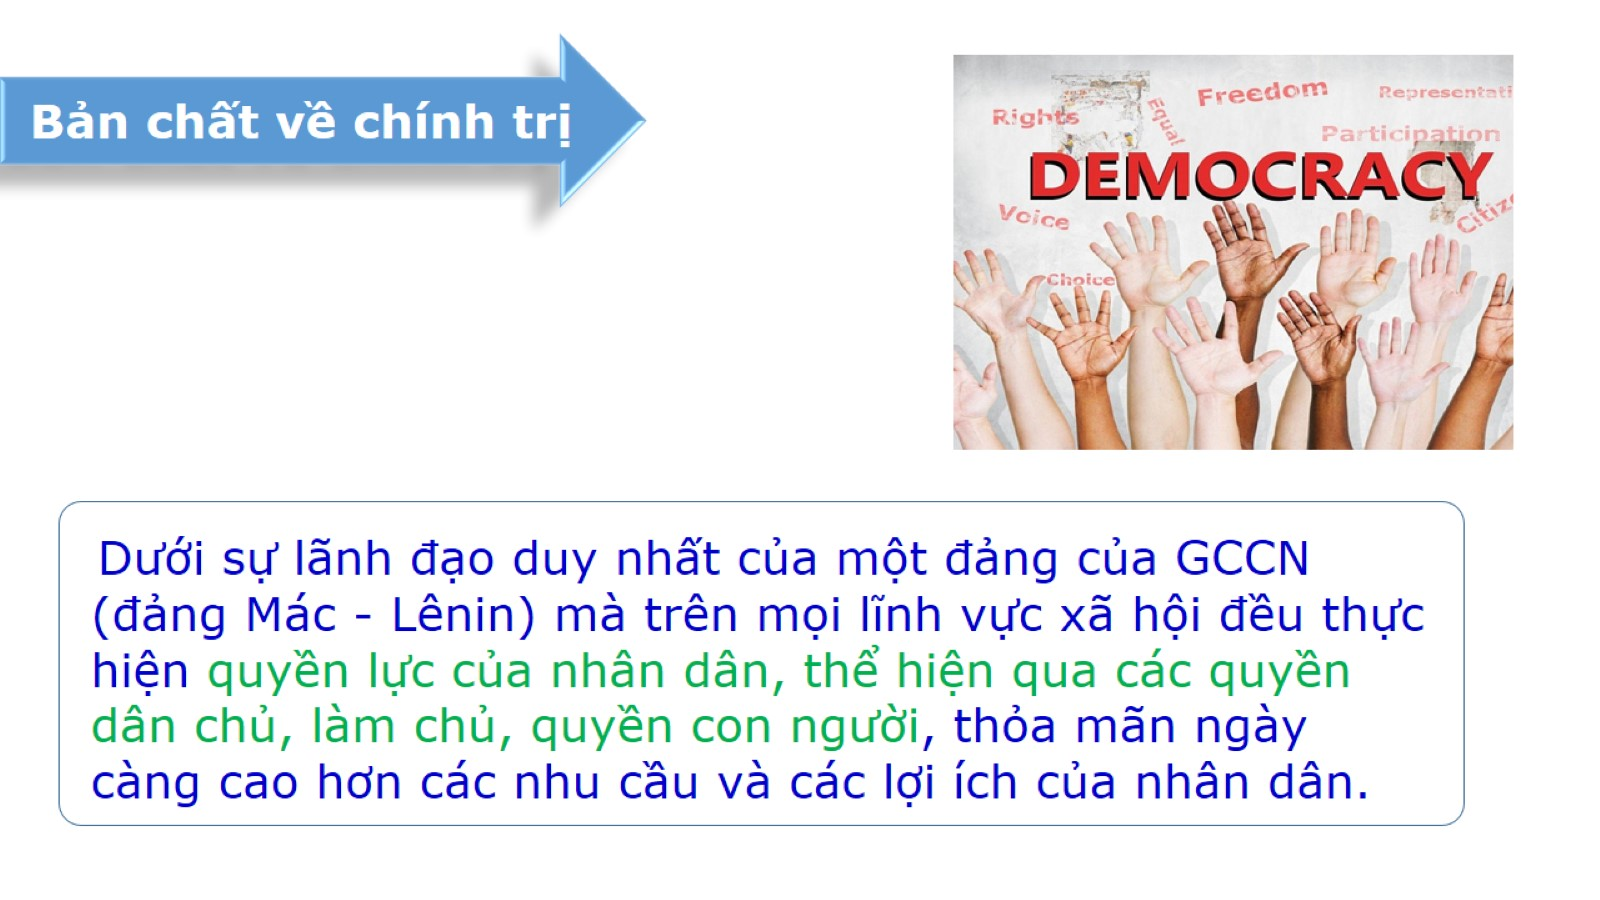 Bản chất về chính trị
Rights
Equal
Freedom
Representati
Participation
DEMOCRACY
Voice
Citize
Choice
Dưới sự lãnh đạo duy nhất của một đảng của GCCN
(đảng Mác - Lênin) mà trên mọi lĩnh vực xã hội đều thực
hiện quyền lực của nhân dân, thể hiện qua các quyền
dân chủ, làm chủ, quyền con người, thỏa mãn ngày
càng cao hơn các nhu cầu và các lợi ích của nhân dân.